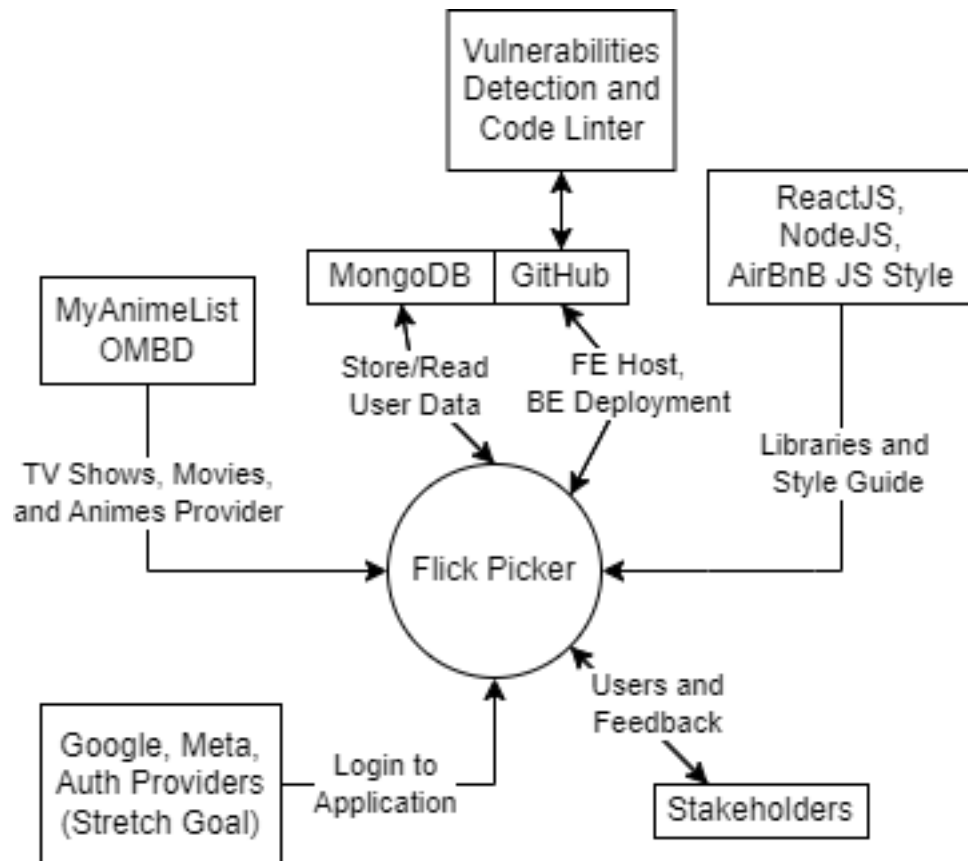 Vulnerabilities
Detection and
Code Linter
ReactJS,
NodeJS,
AirBnB JS Style
MongoDB
GitHub
MyAnimeList
OMBD
Store/Read
User Data
FE Host,
BE Deployment
Libraries and
Style Guide
TV Shows, Movies,
and Animes Provider
Flick Picker
Users and
Feedback
Google, Meta,
Auth Providers
(Stretch Goal)
Login to
Application
Stakeholders